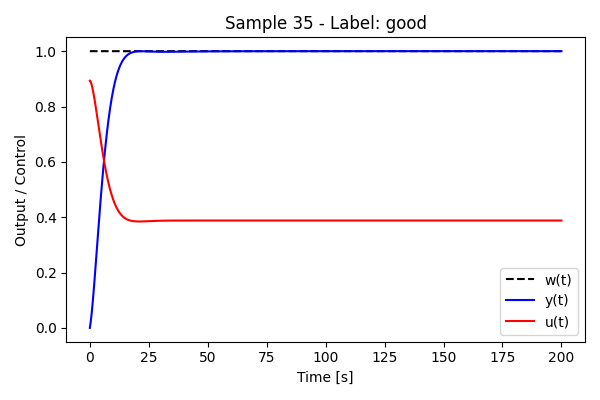 Sample 35 - Label: good
Output / Control
1.0
0.8
0.6
0.4
0.2
0.0
w(t)
y(t)
u(t)
0 25 50 75 100 125 150 175 200
Time [s]